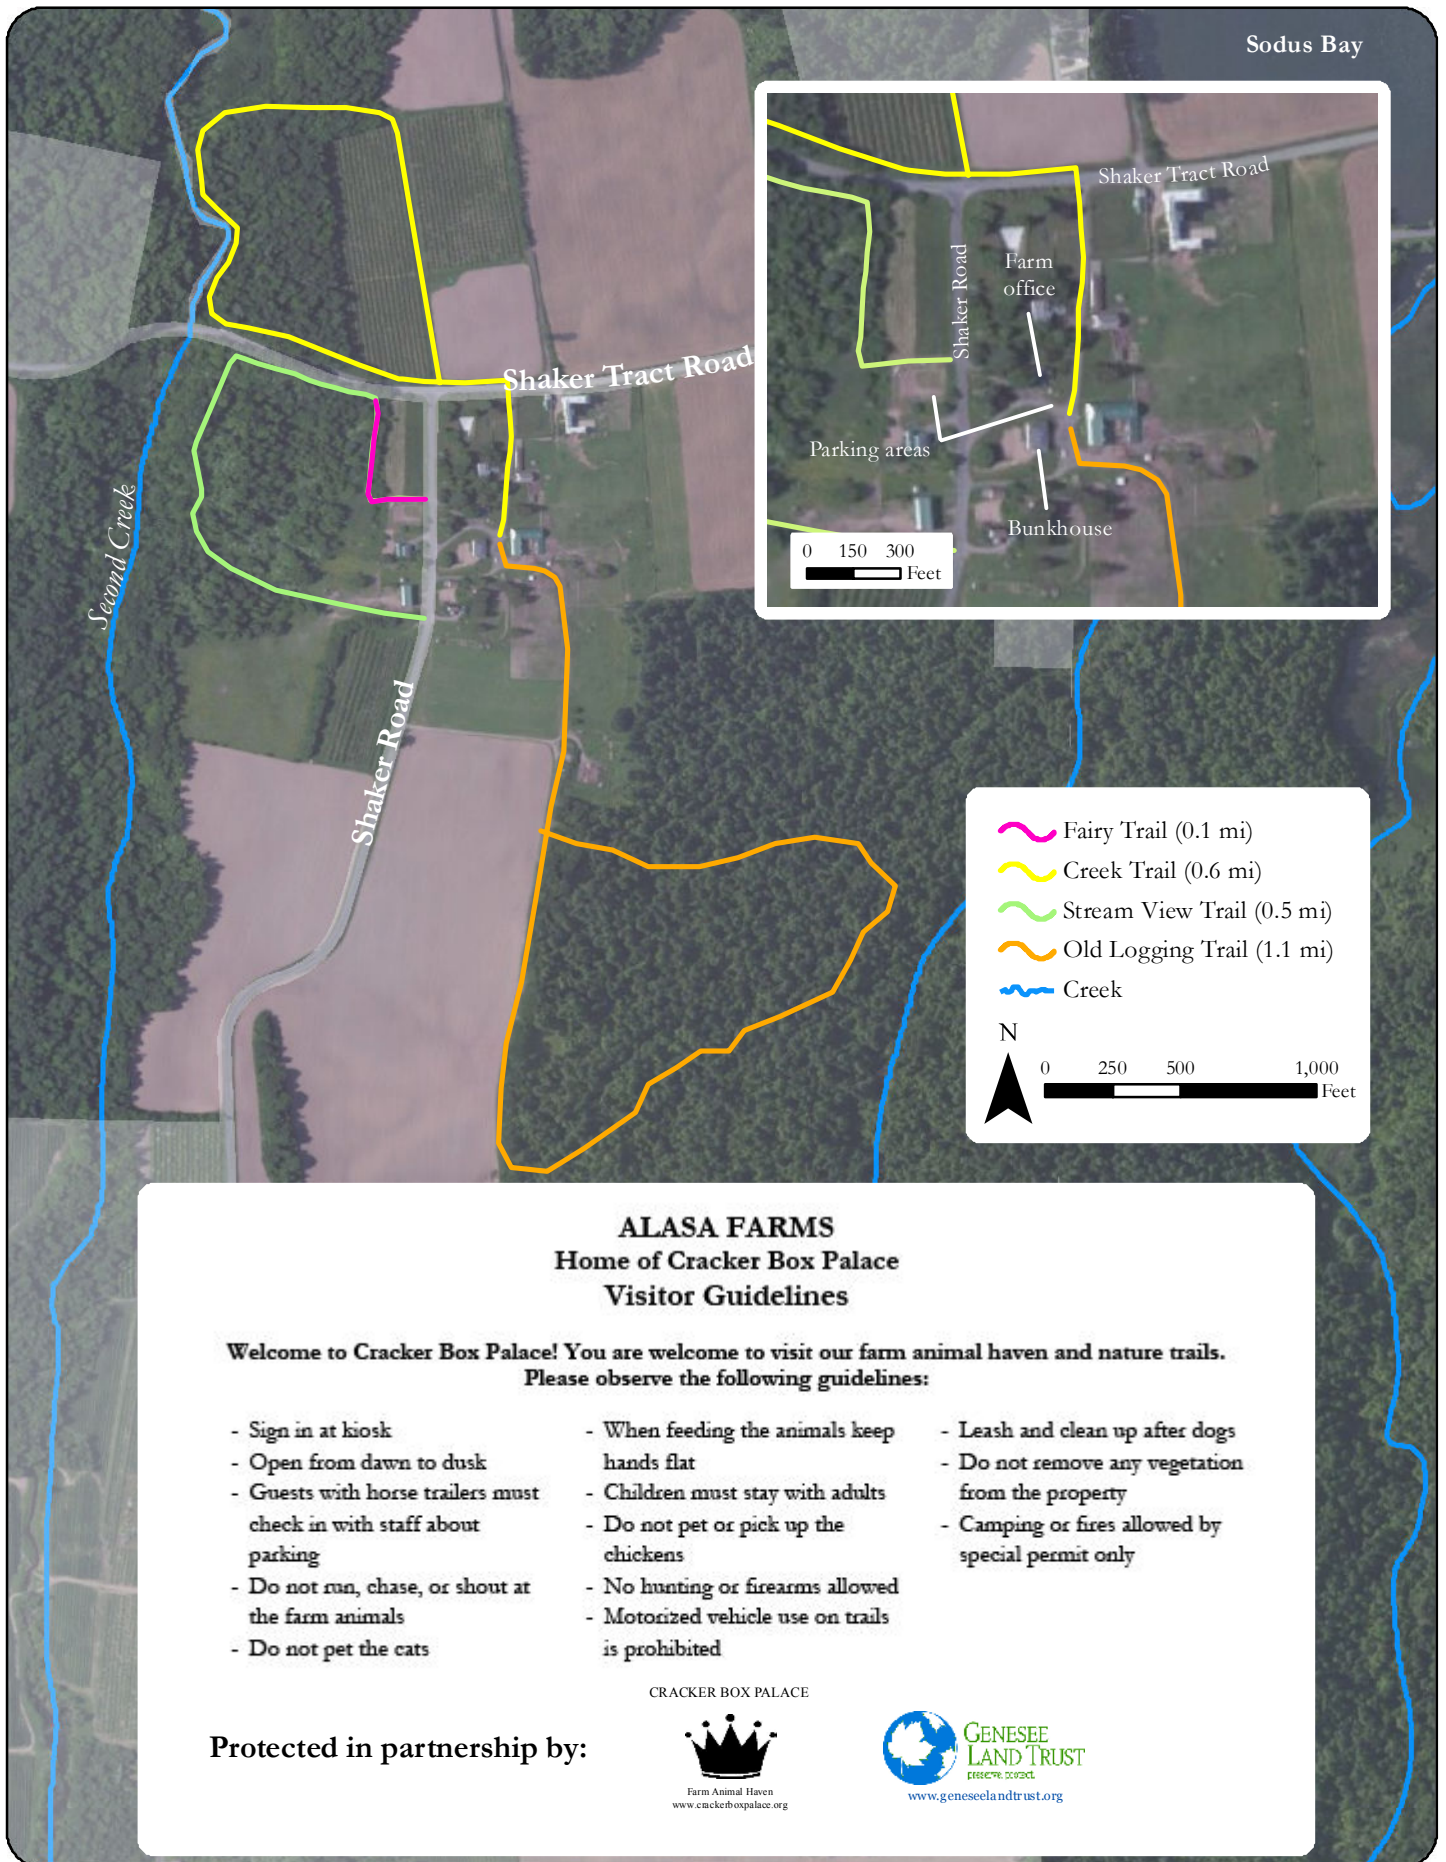 Sodus Bay
Shaker Tract Road
Shaker Road
Farm
office
Parking areas
Bunkhouse
0 150 300
Feet
Shaker Tract Road
Second Creek
Shaker Road
Fairy Trail (0.1 mi)
Creek Trail (0.6 mi)
Stream View Trail (0.5 mi)
Old Logging Trail (1.1 mi)
Creek
N
0 250 500 1,000
Feet
ALASA FARMS
Home of Cracker Box Palace
Visitor Guidelines
Welcome to Cracker Box Palace! You are welcome to visit our farm animal haven and nature trails.
Please observe the following guidelines:
- Sign in at kiosk
- Open from dawn to dusk
- Guests with horse trailers must
check in with staff about
parking
- Do not run, chase, or shout at
the farm animals
- Do not pet the cats
- When feeding the animals keep
hands flat
- Children must stay with adults
- Do not pet or pick up the
chickens
- No hunting or firearms allowed
- Motorized vehicle use on trails
is prohibited
- Leash and clean up after dogs
- Do not remove any vegetation
from the property
- Camping or fires allowed by
special permit only
Protected in partnership by:
CRACKER BOX PALACE
Farm Animal Haven
www.crackerboxpalace.org
GENESEE
LAND TRUST
preserve. protect.
www.geneseelandtrust.org